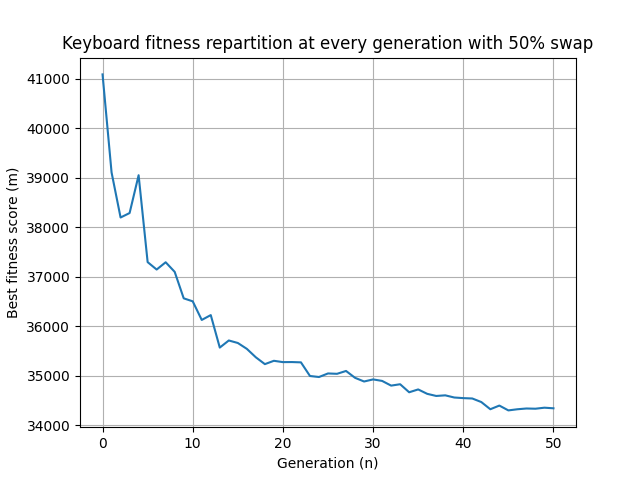 Keyboard fitness repartition at every generation with 50% swap
Best fitness score (m)
41000
40000
39000
38000
37000
36000
35000
34000
0 10 20 30 40 50
Generation (n)